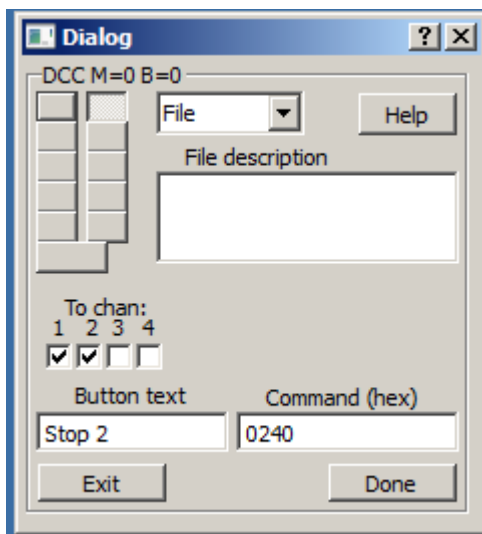 Dialog
DCC M=0 B=0
File
Help
File description
To chan:
1 2 3 4
Button text
Command (hex)
Stop 2
0240
Exit
Done